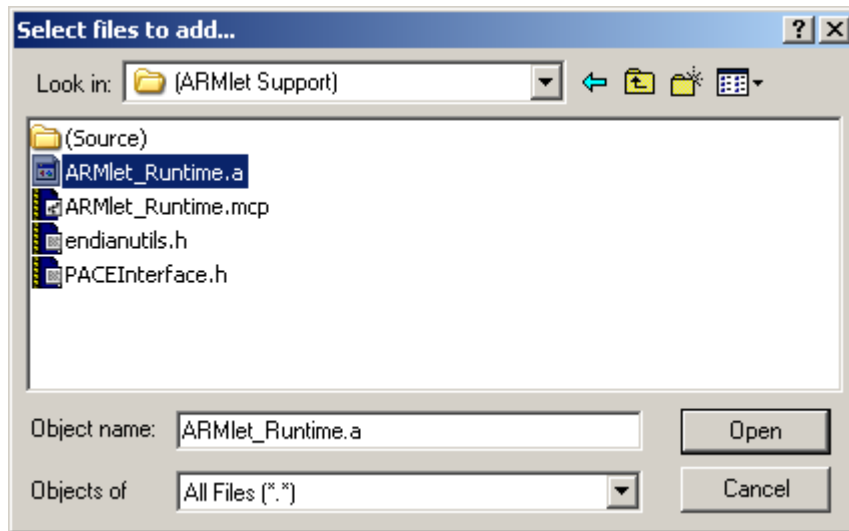 Select files to add...
Look in: (ARMlet Support)
(Source)
ARMlet_Runtime.a
ARMlet_Runtime.mcp
endianutils.h
PACEInterface.h
Object name: ARMlet_Runtime.a Open
Objects of All Files (*.*) Cancel